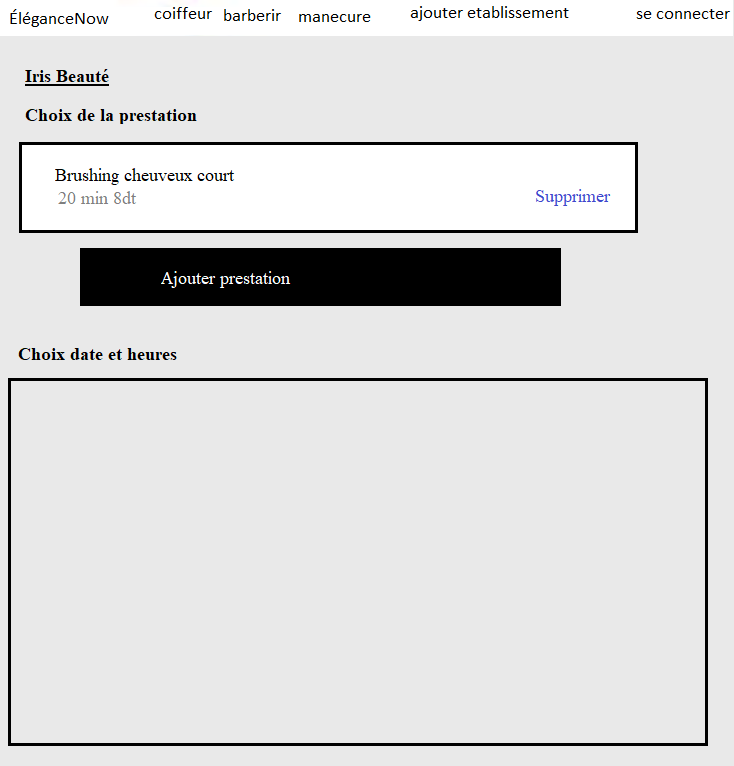 ÉléganceNow coiffeur barberir manecure ajouter etablissement se connecter
Iris Beauté
Choix de la prestation
Brushing cheuveux court
20 min 8dt
Supprimer
Ajouter prestation
Choix date et heures